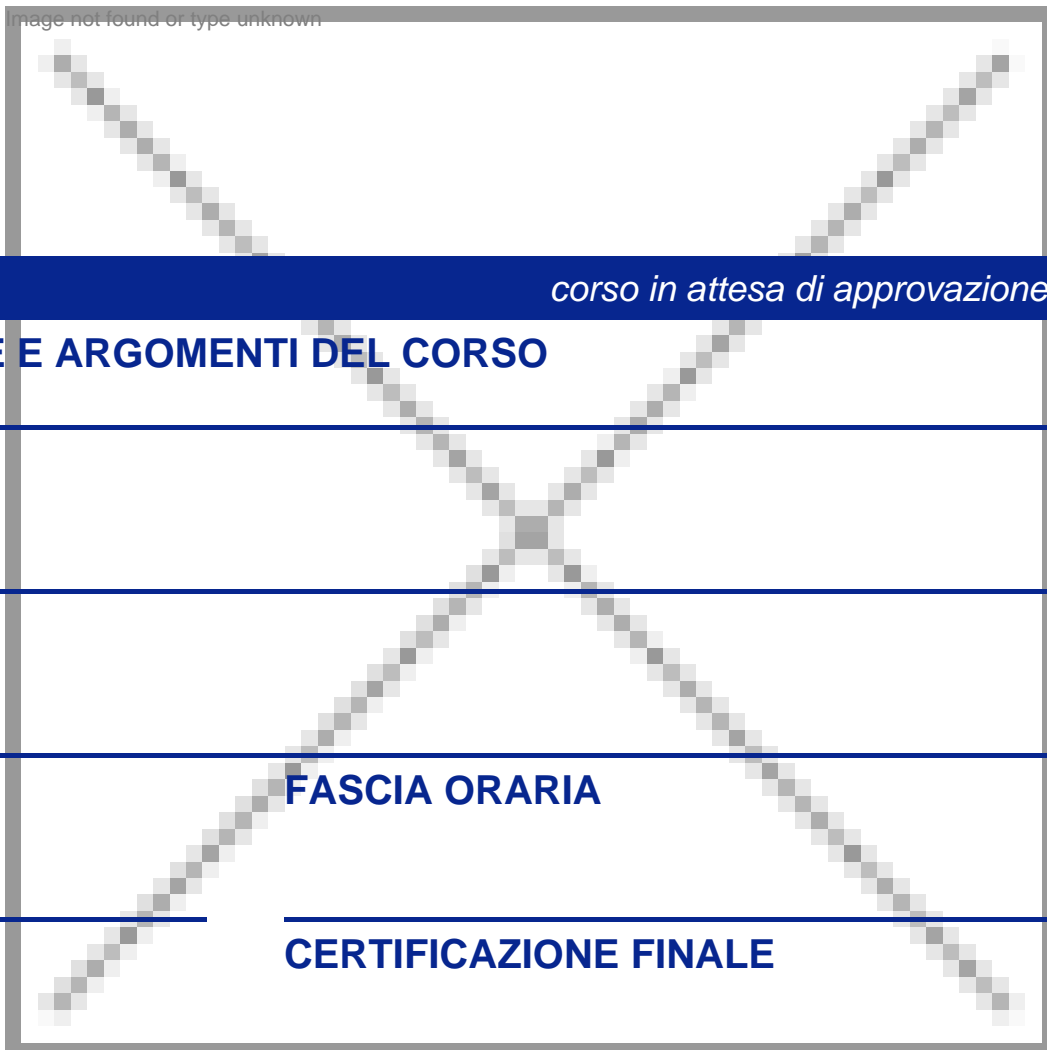 Image not found or type unknown
corso in attesa di approvazione
E ARGOMENTI DEL CORSO
FASCIA ORARIA
CERTIFICAZIONE FINALE